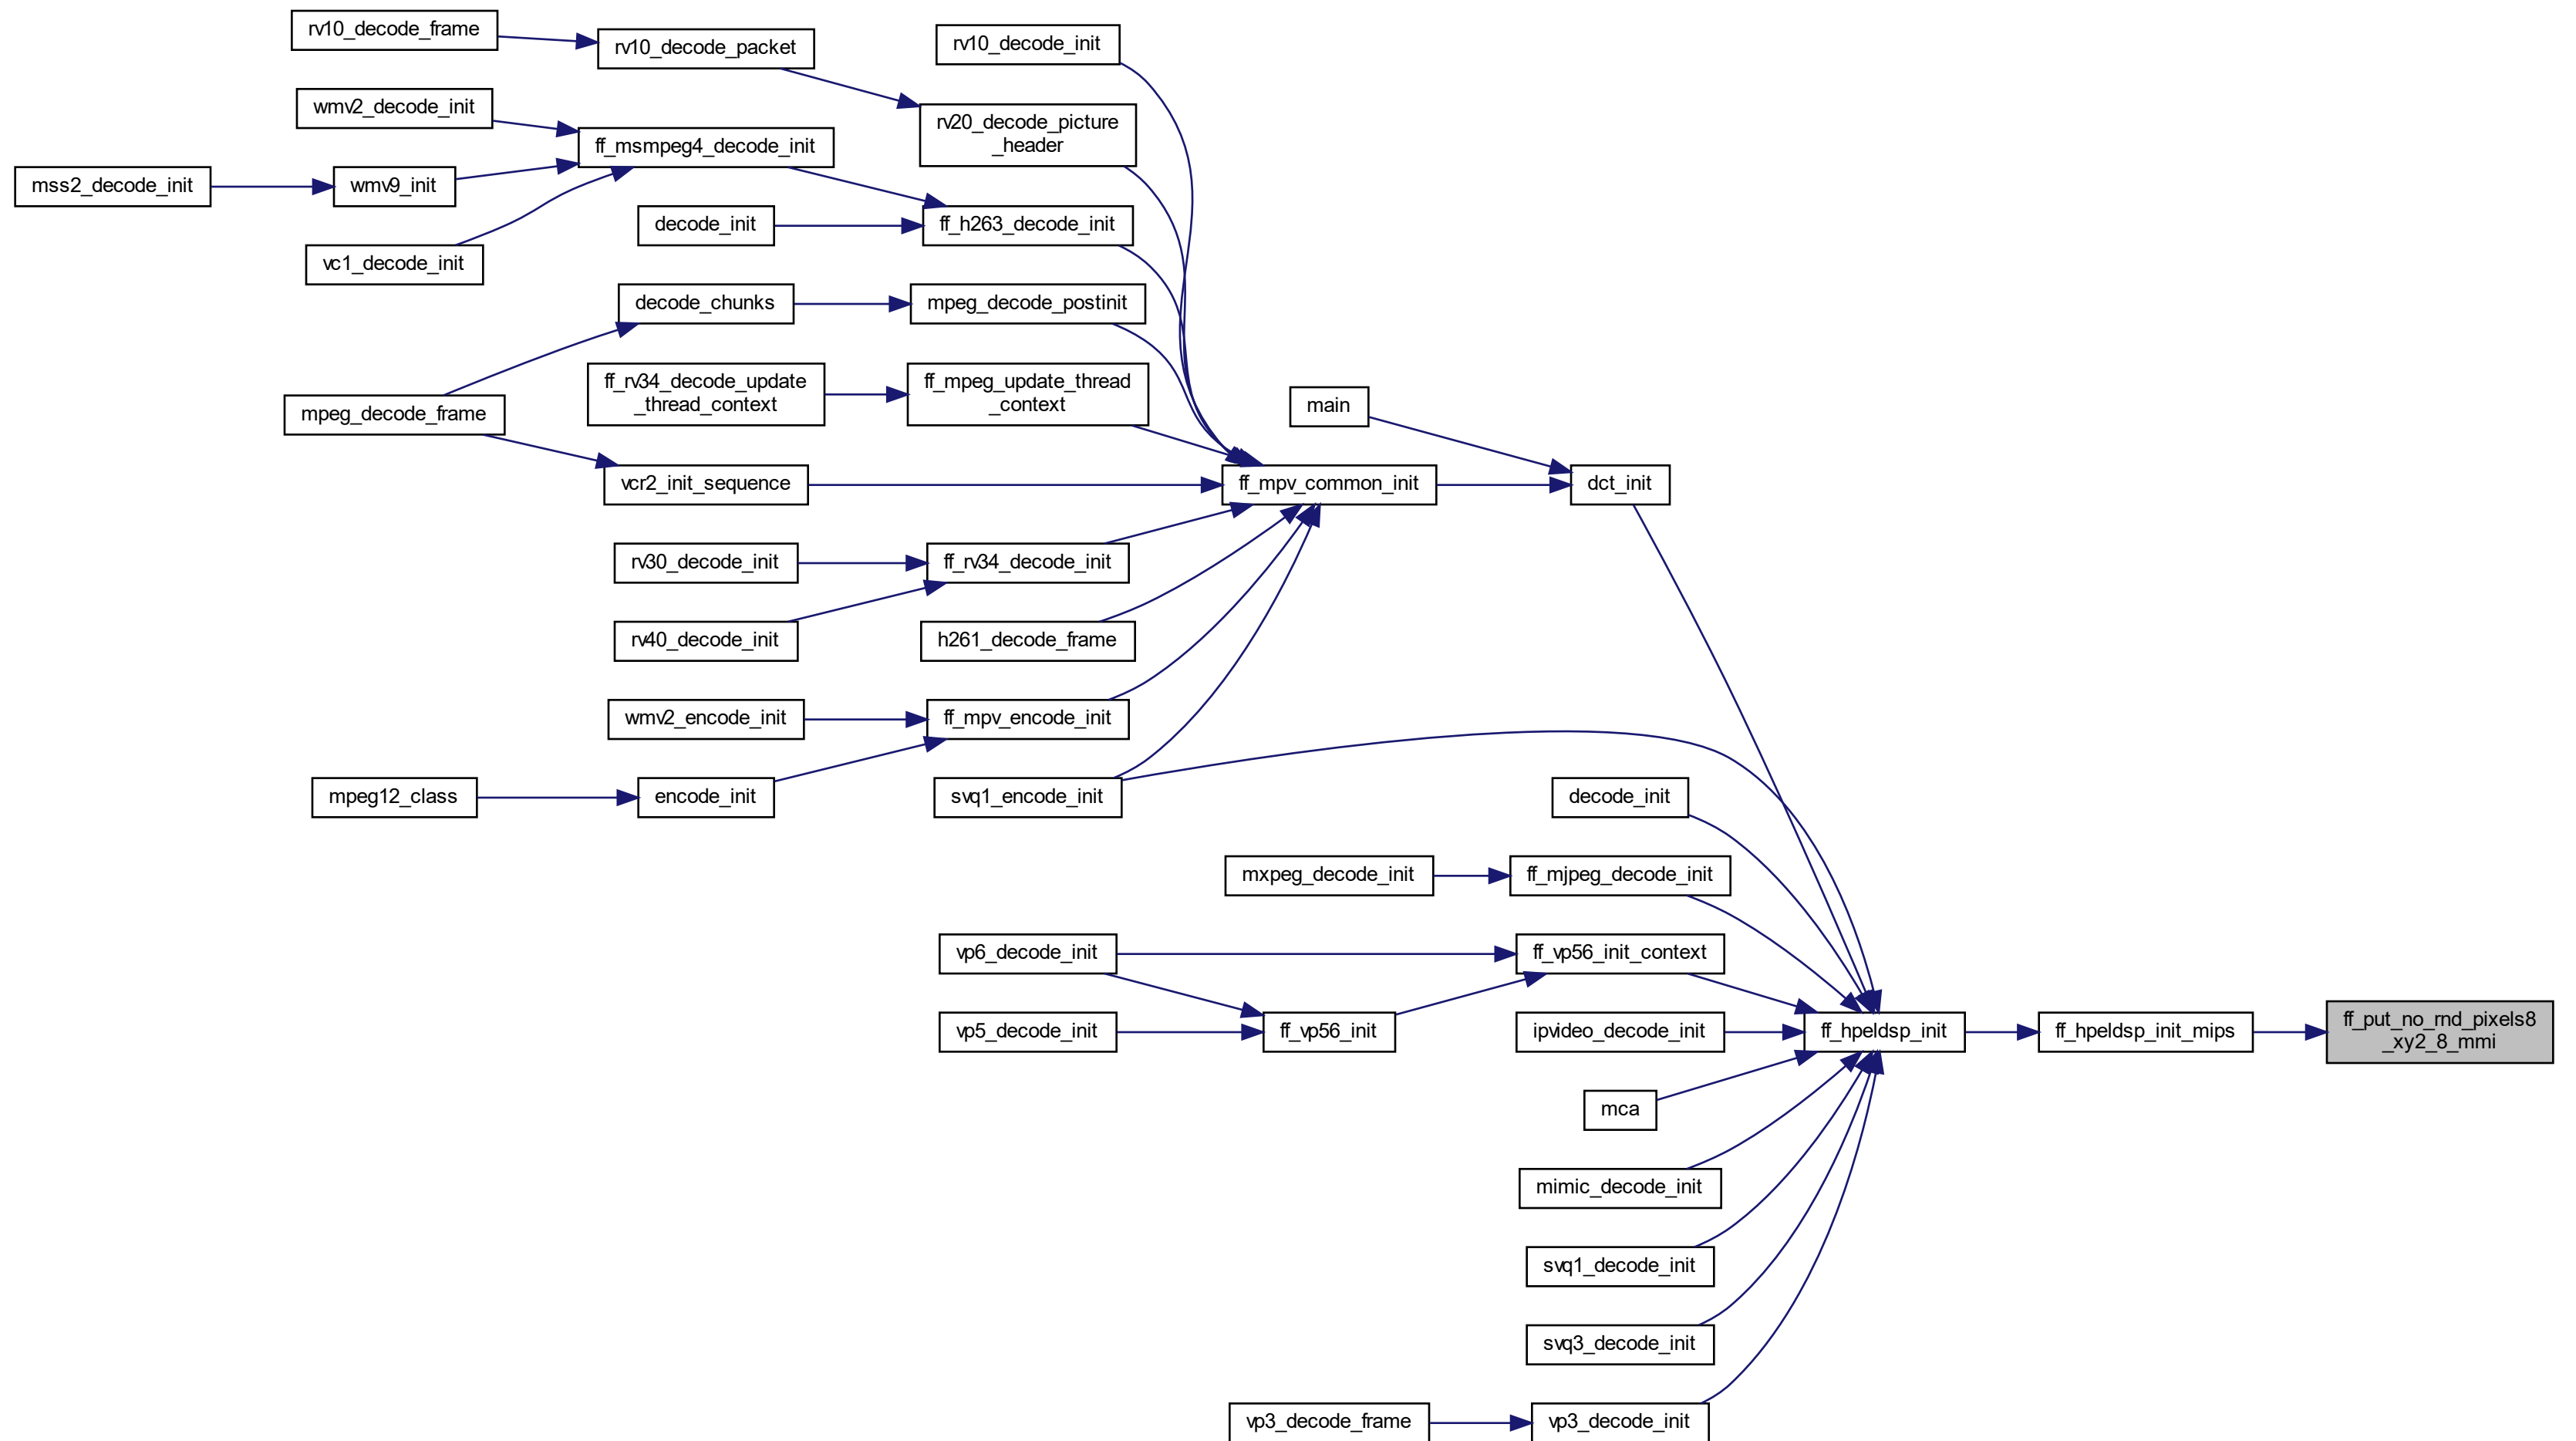 rv10_decode_frame
rv10_decode_packet
rv10_decode_init
wmv2_decode_init
rv20_decode_picture
_header
ff_msmpeg4_decode_init
mss2_decode_init
wmv9_init
decode_init
ff_h263_decode_init
vc1_decode_init
decode_chunks
mpeg_decode_postinit
ff_rv34_decode_update
_thread_context
ff_mpeg_update_thread
_context
main
mpeg_decode_frame
vcr2_init_sequence
ff_mpv_common_init
dct_init
rv30_decode_init
ff_rv34_decode_init
rv40_decode_init
h261_decode_frame
wmv2_encode_init
ff_mpv_encode_init
mpeg12_class
encode_init
svq1_encode_init
decode_init
mxpeg_decode_init
ff_mjpeg_decode_init
vp6_decode_init
ff_vp56_init_context
vp5_decode_init
ff_vp56_init
ipvideo_decode_init
ff_hpeldsp_init
ff_hpeldsp_init_mips
ff_put_no_rnd_pixels8
_xy2_8_mmi
mca
mimic_decode_init
svq1_decode_init
svq3_decode_init
vp3_decode_frame
vp3_decode_init